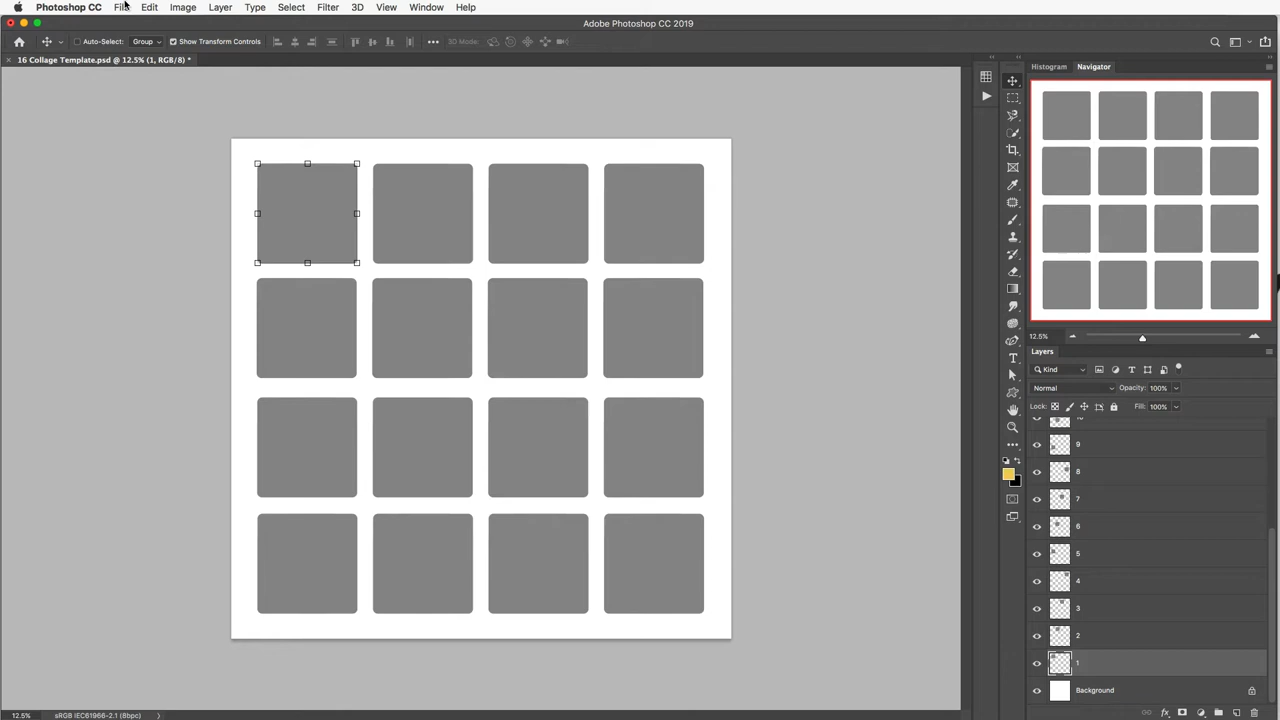 Photoshop CC File Edit Image Layer Type Select Filter 3D View Window Help
Adobe Photoshop CC 2019
Auto-Select: Group Show Transform Controls 3D Mode:
16 Collage Template.psd @ 12.5% (1, RGB/8) *
Histogram Navigator
12.5%
Layers
Kind
Normal Opacity: 100%
Lock: Fill: 100%
9
8
7
6
5
4
3
2
1
Background
12.5% sRGB IEC61966-2.1 (8bpc)